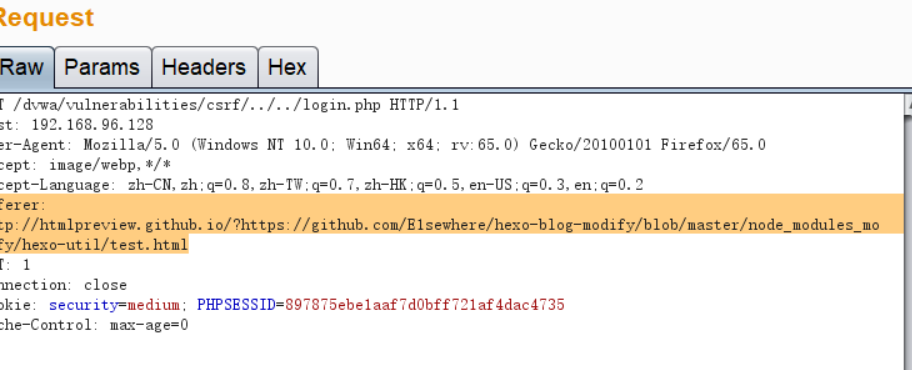 Request
Raw Params Headers Hex
T /dvwa/vulnerabilities/csrf/../../login.php HTTP/1.1
st: 192.168.96.128
er-Agent: Mozilla/5.0 (Windows NT 10.0; Win64; x64; rv:65.0) Gecko/20100101 Firefox/65.0
cept: image/webp,*/*
cept-Language: zh-CN,zh;q=0.8,zh-TW;q=0.7,zh-HK;q=0.5,en-US;q=0.3,en;q=0.2
ferer:
tp://htmlpreview.github.io/?https://github.com/E1sewhere/hexo-blog-modify/blob/master/node_modules_mo
fy/hexo-util/test.html
T: 1
nnection: close
okie: security=medium; PHPSESSID=897875ebe1aaf7d0bff721af4dac4735
che-Control: max-age=0